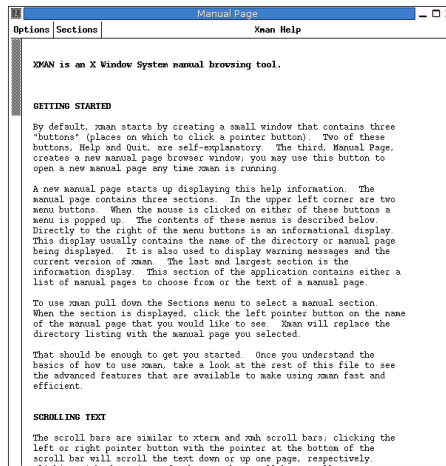 Manual Page
Options Sections Xman Help
XMAN is an X Window System manual browsing tool.
GETTING STARTED
By default, xman starts by creating a small window that contains three
"buttons" (places on which to click a pointer button). Two of these
buttons, Help and Quit, are self-explanatory. The third, Manual Page,
creates a new manual page browser window; you may use this button to
open a new manual page any time xman is running.
A new manual page starts up displaying this help information. The
manual page contains three sections. In the upper left corner are two
menu buttons. When the mouse is clicked on either of these buttons a
menu is popped up. The contents of these menus is described below.
Directly to the right of the menu buttons is an informational display.
This display usually contains the name of the directory or manual page
being displayed. It is also used to display warning messages and the
current version of xman. The last and largest section is the
information display. This section of the application contains either a
list of manual pages to choose from or the text of a manual page.
To use xman pull down the Sections menu to select a manual section.
When the section is displayed, click the left pointer button on the name
of the manual page that you would like to see. Xman will replace the
directory listing with the manual page you selected.
That should be enough to get you started. Once you understand the
basics of how to use xman, take a look at the rest of this file to see
the advanced features that are available to make using xman fast and
efficient.
SCROLLING TEXT
The scroll bars are similar to xterm and xmh scroll bars; clicking the
left or right pointer button with the pointer at the bottom of the
scroll bar will scroll the text down or up one page, respectively.